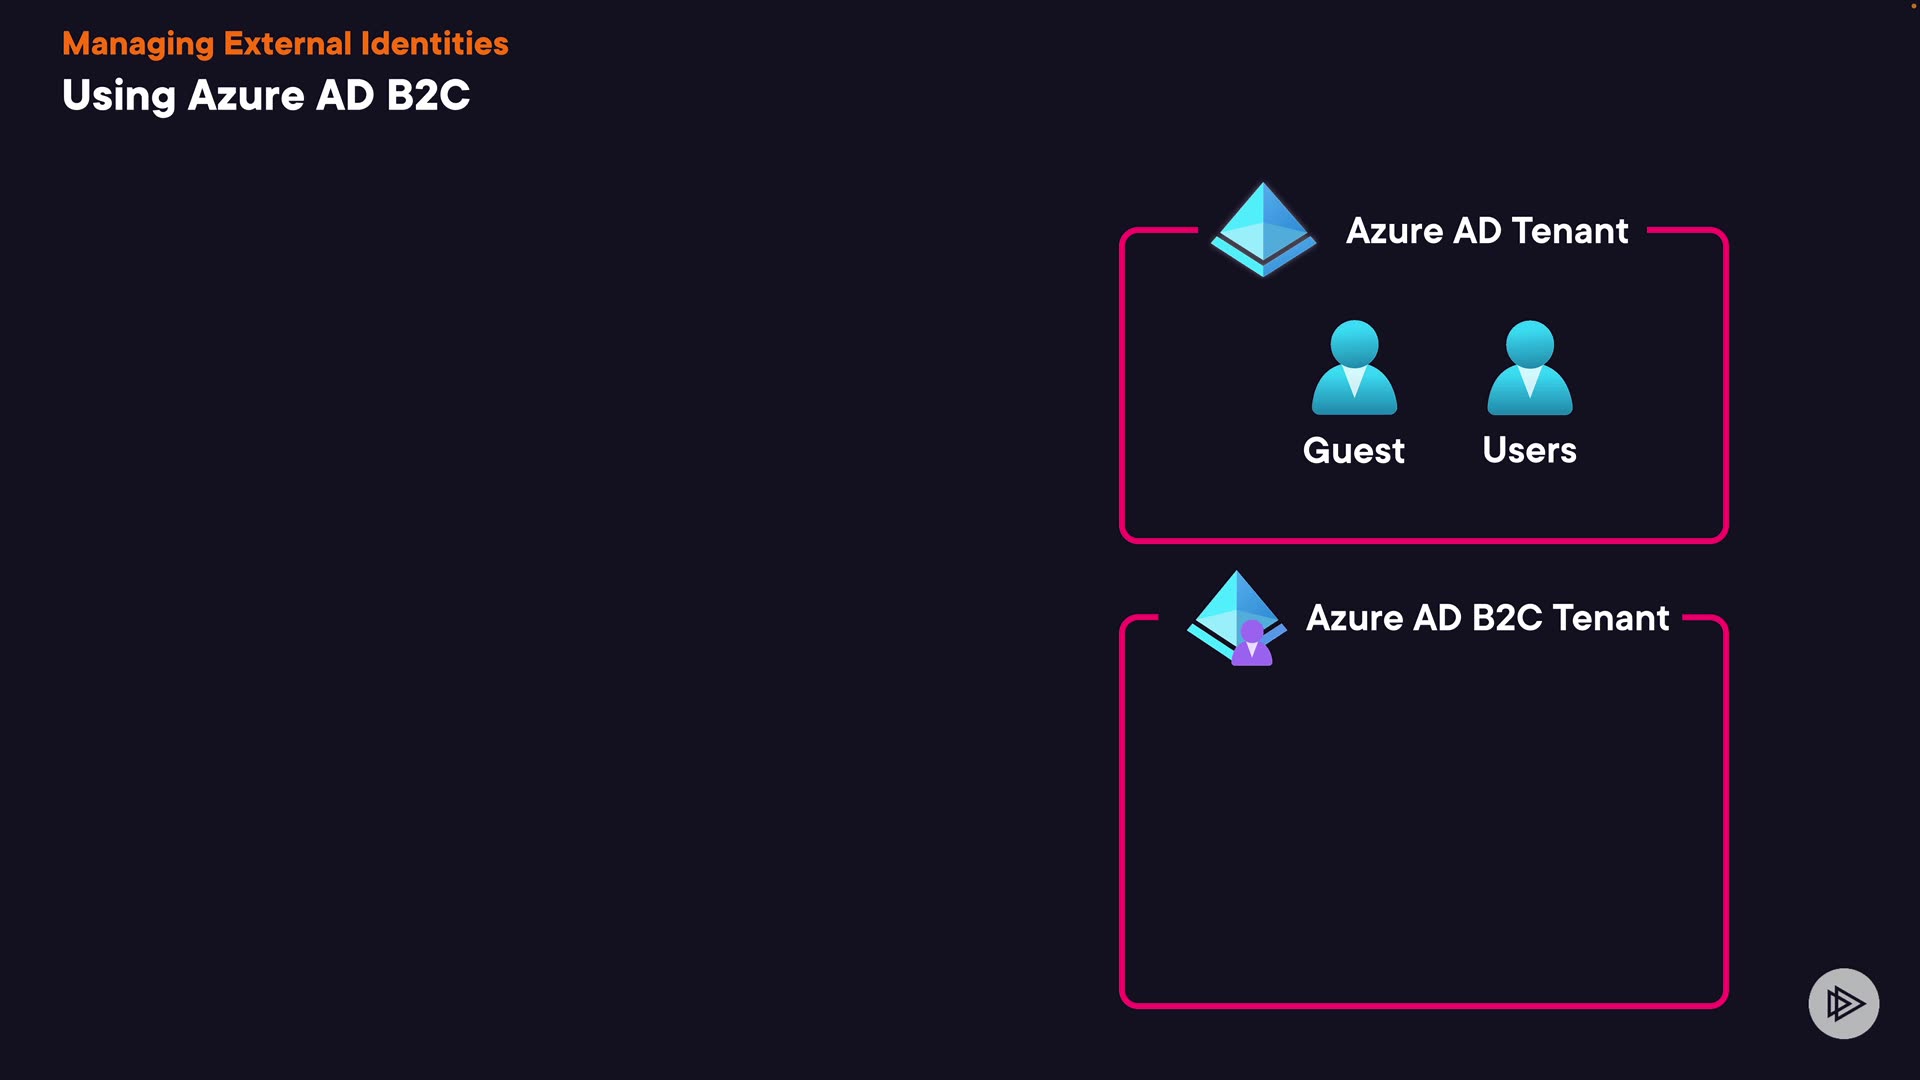 Managing External Identities
Using Azure AD B2C
Azure AD Tenant
Guest
Users
Azure AD B2C Tenant